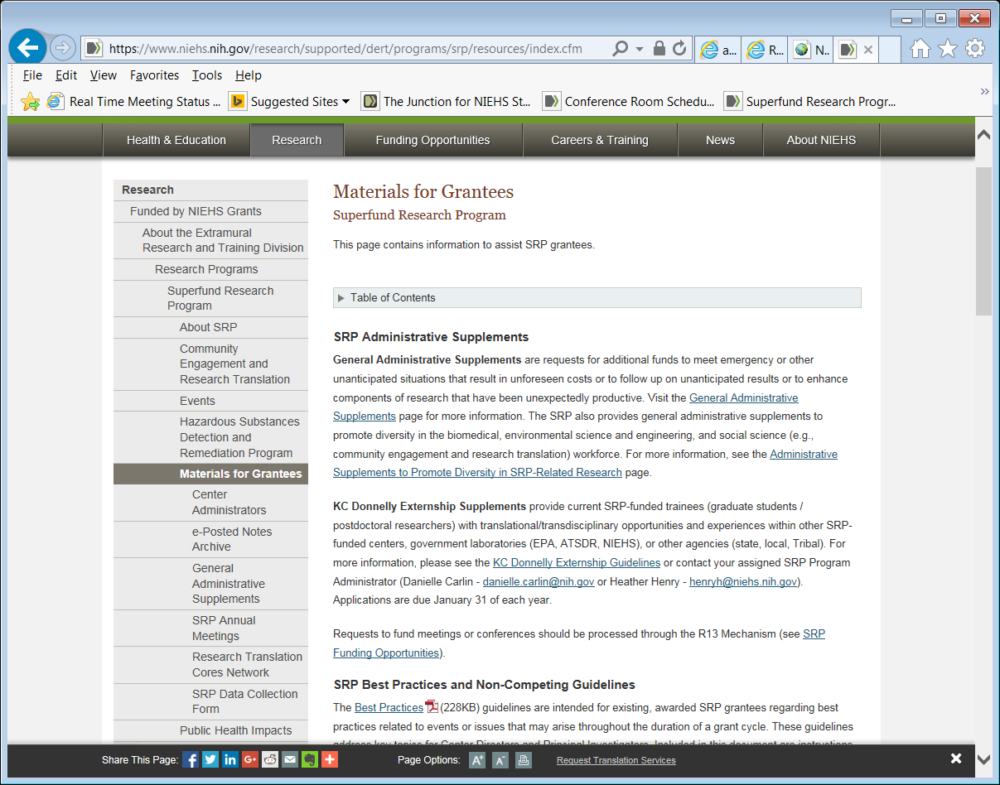 https://www.niehs.nih.gov/research/supported/dert/programs/srp/resources/index.cfm
a...
R...
N..
File Edit View Favorites Tools Help
Real Time Meeting Status ...
Suggested Sites
The Junction for NIEHS St...
Conference Room Schedu...
Superfund Research Progr...
Health & Education
Research
Funding Opportunities
Careers & Training
News
About NIEHS
Research
Funded by NIEHS Grants
About the Extramural
Research and Training Division
Research Programs
Superfund Research
Program
About SRP
Community
Engagement and
Research Translation
Events
Hazardous Substances
Detection and
Remediation Program
Materials for Grantees
Center
Administrators
e-Posted Notes
Archive
General
Administrative
Supplements
SRP Annual
Meetings
Research Translation
Cores Network
SRP Data Collection
Form
Public Health Impacts
Materials for Grantees
Superfund Research Program
This page contains information to assist SRP grantees.
Table of Contents
SRP Administrative Supplements
General Administrative Supplements are requests for additional funds to meet emergency or other
unanticipated situations that result in unforeseen costs or to follow up on unanticipated results or to enhance
components of research that have been unexpectedly productive. Visit the General Administrative
Supplements page for more information. The SRP also provides general administrative supplements to
promote diversity in the biomedical, environmental science and engineering, and social science (e.g.,
community engagement and research translation) workforce. For more information, see the Administrative
Supplements to Promote Diversity in SRP-Related Research page.
KC Donnelly Externship Supplements provide current SRP-funded trainees (graduate students /
postdoctoral researchers) with translational/transdisciplinary opportunities and experiences within other SRP-
funded centers, government laboratories (EPA, ATSDR, NIEHS), or other agencies (state, local, Tribal). For
more information, please see the KC Donnelly Externship Guidelines or contact your assigned SRP Program
Administrator (Danielle Carlin - danielle.carlin@nih.gov or Heather Henry - henryh@niehs.nih.gov).
Applications are due January 31 of each year.
Requests to fund meetings or conferences should be processed through the R13 Mechanism (see SRP
Funding Opportunities).
SRP Best Practices and Non-Competing Guidelines
The Best Practices (228KB) guidelines are intended for existing, awarded SRP grantees regarding best
practices related to events or issues that may arise throughout the duration of a grant cycle. These guidelines
address key topics for Center Directors and Principal Investigators. Included in this document are instructions
Share This Page:
Page Options: A+ A-
Request Translation Services